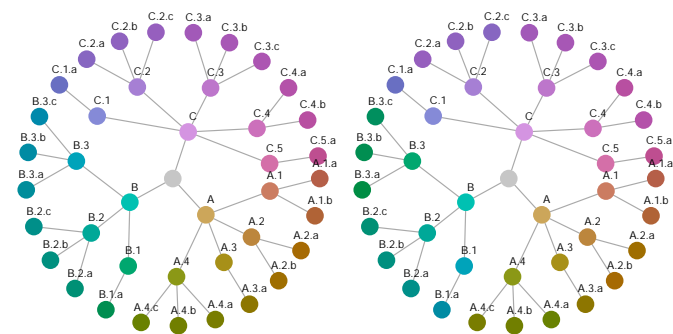 C.2.c C.3.a
C.2.b C.3.b
C.2.a C.3.c
C.1.a C.2 C.3 C.4.a
B.3.c C.1 C C.4 C.4.b
B.3.b B.3 C.5 C.5.a
B.3.a B A A.1 A.1.a
B.2.c B.2 A.2 A.1.b
B.2.b B.1 A.4 A.3 A.2.a
B.2.a A.2.b
B.1.a A.4.c A.4.b A.4.a A.3.a
C.2.c C.3.a
C.2.b C.3.b
C.2.a C.3.c
C.1.a C.2 C.3 C.4.a
B.3.c C.1 C C.4 C.4.b
B.3.b B.3 C.5 C.5.a
B.3.a B A A.1 A.1.a
B.2.c B.2 A.2 A.1.b
B.2.b B.1 A.4 A.3 A.2.a
B.2.a A.2.b
B.1.a A.4.c A.4.b A.4.a A.3.a